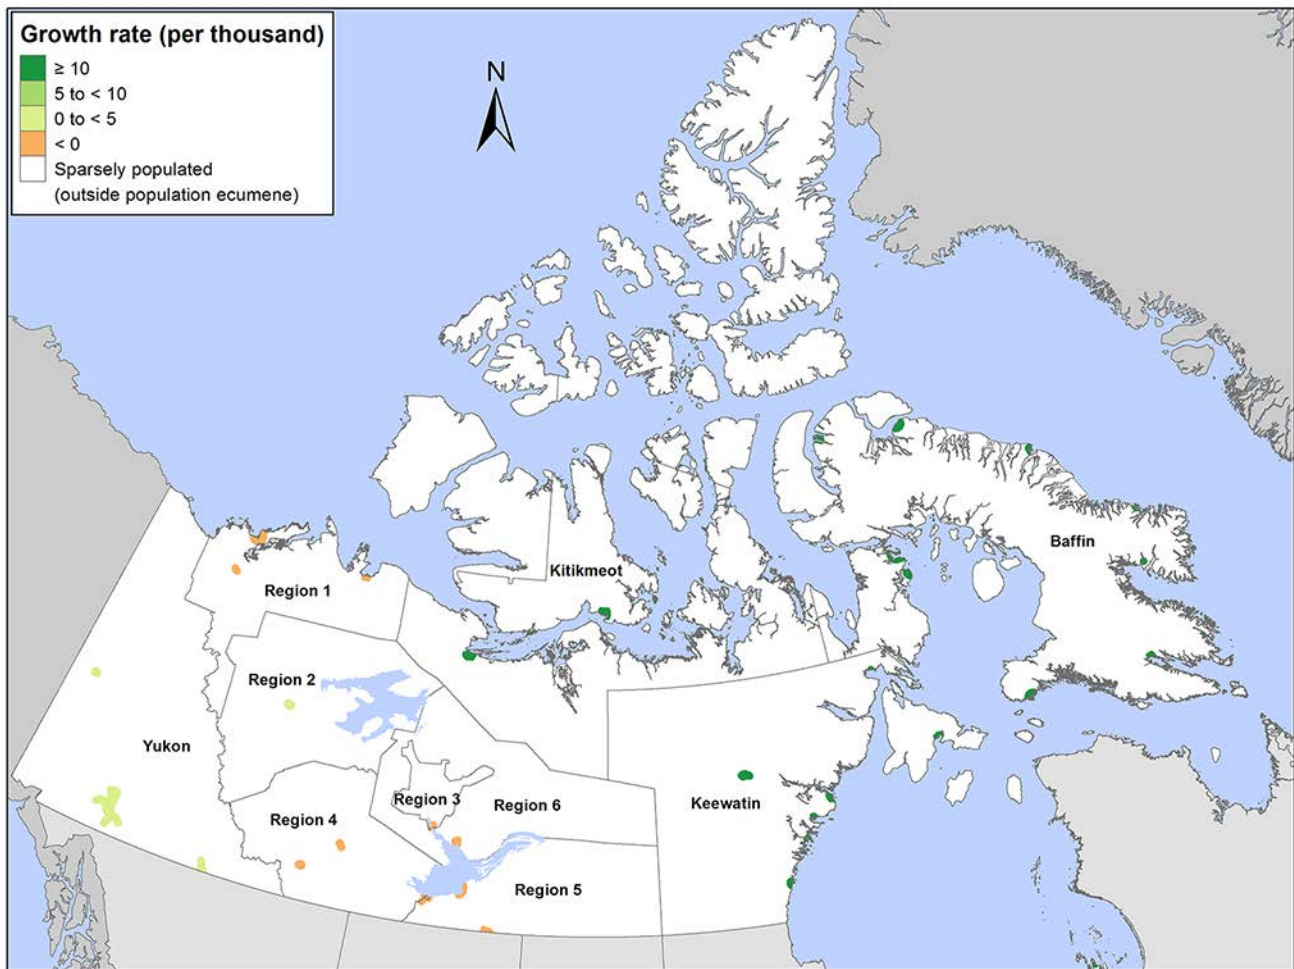 Growth rate (per thousand)
≥ 10
5 to < 10
0 to < 5
< 0
Sparsely populated
(outside population ecumene)
N
Baffin
Kitikmeot
Region 1
Region 2
Yukon
Region 3
Region 6
Keewatin
Region 4
Region 5